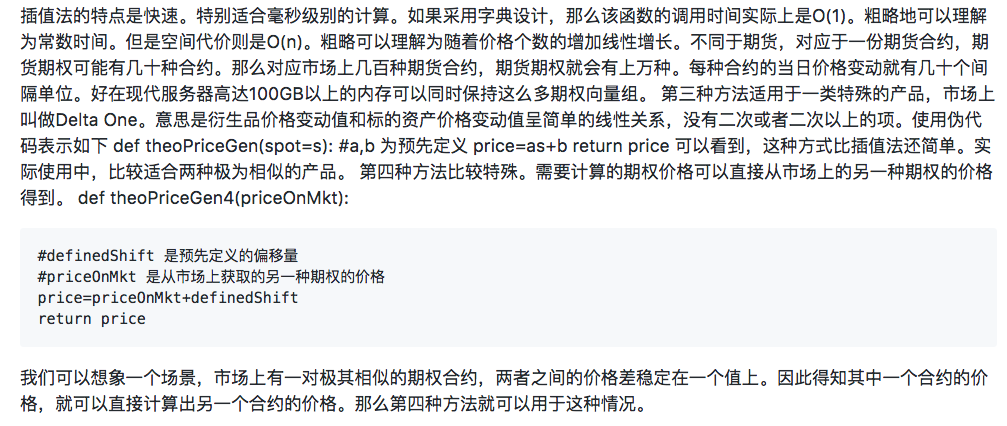 插值法的特点是快速。特别适合毫秒级别的计算。如果采用字典设计，那么该函数的调用时间实际上是O(1)。粗略地可以理解
为常数时间。但是空间代价则是O(n)。粗略可以理解为随着价格个数的增加线性增长。不同于期货，对应于一份期货合约，期
货期权可能有几十种合约。那么对应市场上几百种期货合约，期货期权就会有上万种。每种合约的当日价格变动就有几十个间
隔单位。好在现代服务器高达100GB以上的内存可以同时保持这么多期权向量组。 第三种方法适用于一类特殊的产品，市场上
叫做Delta One。意思是衍生品价格变动值和标的资产价格变动值呈简单的线性关系，没有二次或者二次以上的项。使用伪代
码表示如下 def theoPriceGen(spot=s): #a,b 为预先定义 price=as+b return price 可以看到，这种方式比插值法还简单。实
际使用中，比较适合两种极为相似的产品。 第四种方法比较特殊。需要计算的期权价格可以直接从市场上的另一种期权的价格
得到。 def theoPriceGen4(priceOnMkt):
#definedShift 是预先定义的偏移量
#priceOnMkt 是从市场上获取的另一种期权的价格
price=priceOnMkt+definedShift
return price
我们可以想象一个场景，市场上有一对极其相似的期权合约，两者之间的价格差稳定在一个值上。因此得知其中一个合约的价
格，就可以直接计算出另一个合约的价格。那么第四种方法就可以用于这种情况。